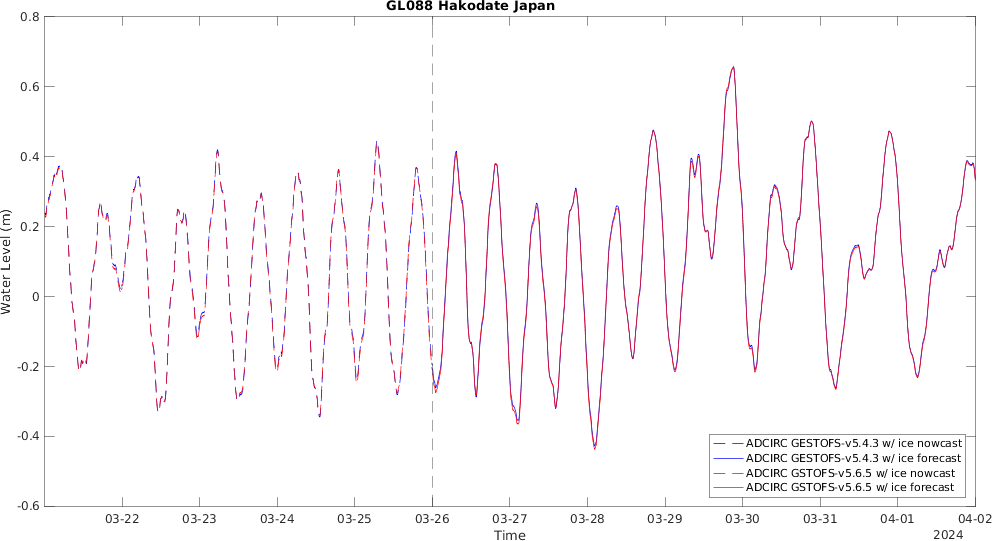 GL088 Hakodate Japan
Water Level (m)
0.8
0.6
0.4
0.2
0
-0.2
-0.4
-0.6
ADCIRC GESTOFS-v5.4.3 w/ ice nowcast
ADCIRC GESTOFS-v5.4.3 w/ ice forecast
ADCIRC GSTOFS-v5.6.5 w/ ice nowcast
ADCIRC GSTOFS-v5.6.5 w/ ice forecast
03-22 03-23 03-24 03-25 03-26 03-27 03-28 03-29 03-30 03-31 04-01 04-02
Time 2024